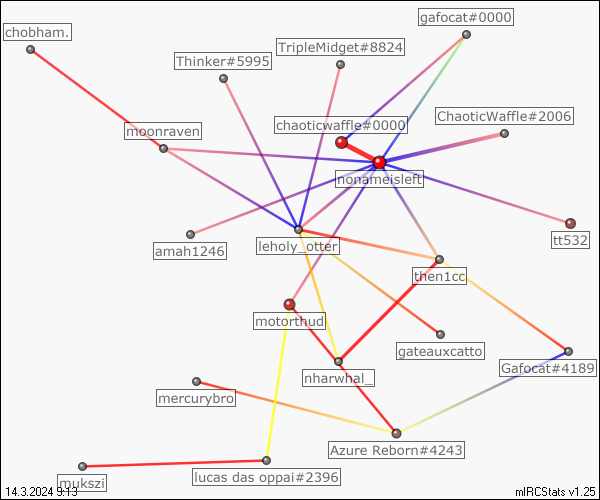 gafocat#0000
chobham.
TripleMidget#8824
Thinker#5995
ChaoticWaffle#2006
chaoticwaffle#0000
moonraven
nonameisleft
tt532
amah1246
leholy_otter
then1cc
motorthud
gateauxcatto
Gafocat#4189
nharwhal_
mercurybro
Azure Reborn#4243
lucas das oppai#2396
mukszi
14.3.2024 9:13
mIRCStats v1.25